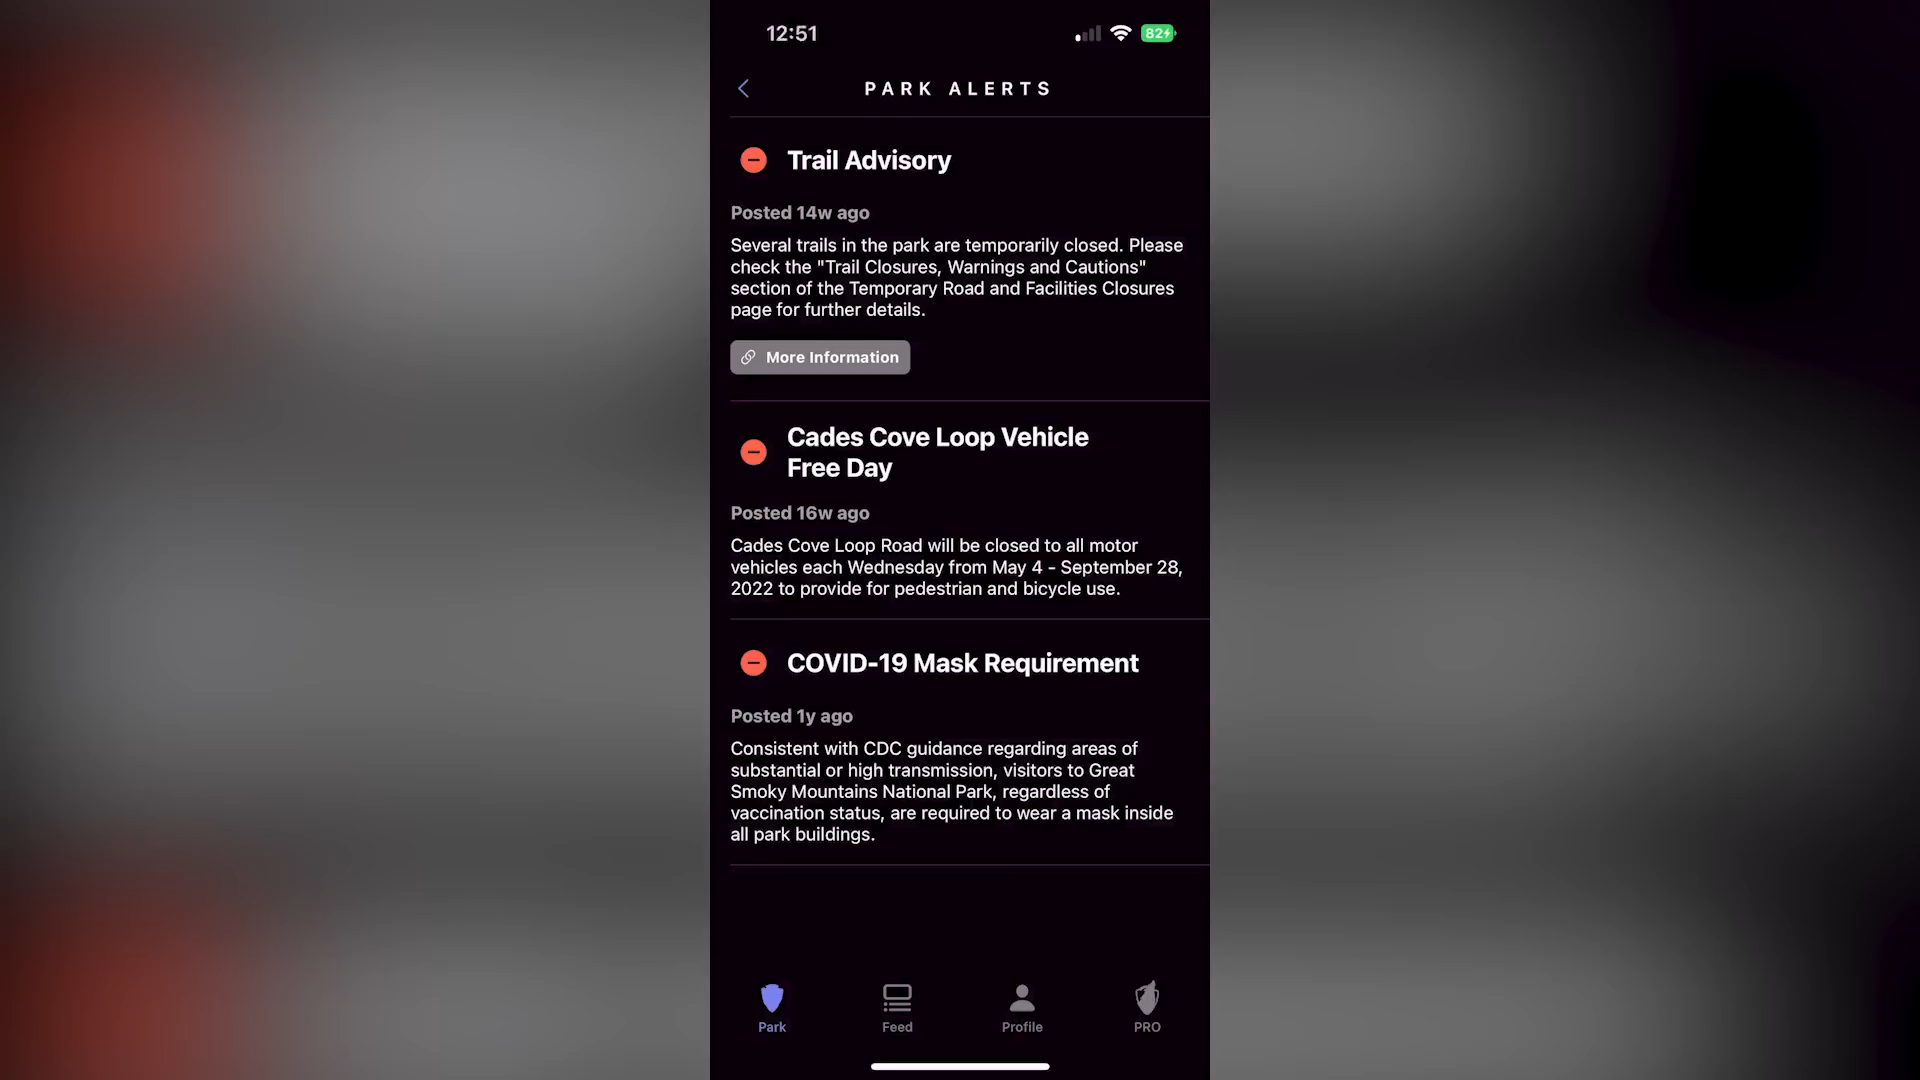 12:51
82
PARK ALERTS
Trail Advisory
Posted 14w ago
Several trails in the park are temporarily closed. Please
check the "Trail Closures, Warnings and Cautions"
section of the Temporary Road and Facilities Closures
page for further details.
More Information
Cades Cove Loop Vehicle
Free Day
Posted 16w ago
Cades Cove Loop Road will be closed to all motor
vehicles each Wednesday from May 4 - September 28,
2022 to provide for pedestrian and bicycle use.
COVID-19 Mask Requirement
Posted 1y ago
Consistent with CDC guidance regarding areas of
substantial or high transmission, visitors to Great
Smoky Mountains National Park, regardless of
vaccination status, are required to wear a mask inside
all park buildings.
Park
Feed
Profile
PRO